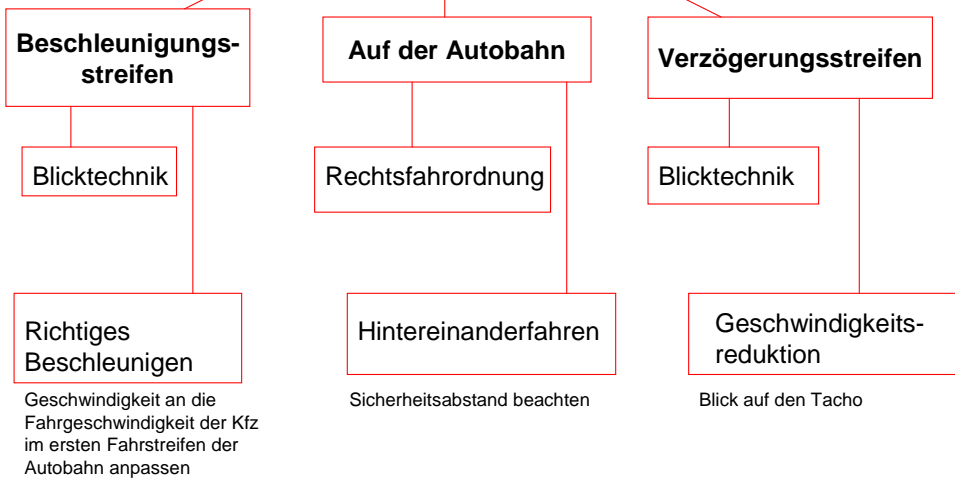 Beschleunigungs-
streifen
Auf der Autobahn
Verzögerungsstreifen
Blicktechnik
Rechtsfahrordnung
Blicktechnik
Richtiges
Beschleunigen
Hintereinanderfahren
Geschwindigkeits-
reduktion
Geschwindigkeit an die
Fahrgeschwindigkeit der Kfz
im ersten Fahrstreifen der
Autobahn anpassen
Sicherheitsabstand beachten
Blick auf den Tacho